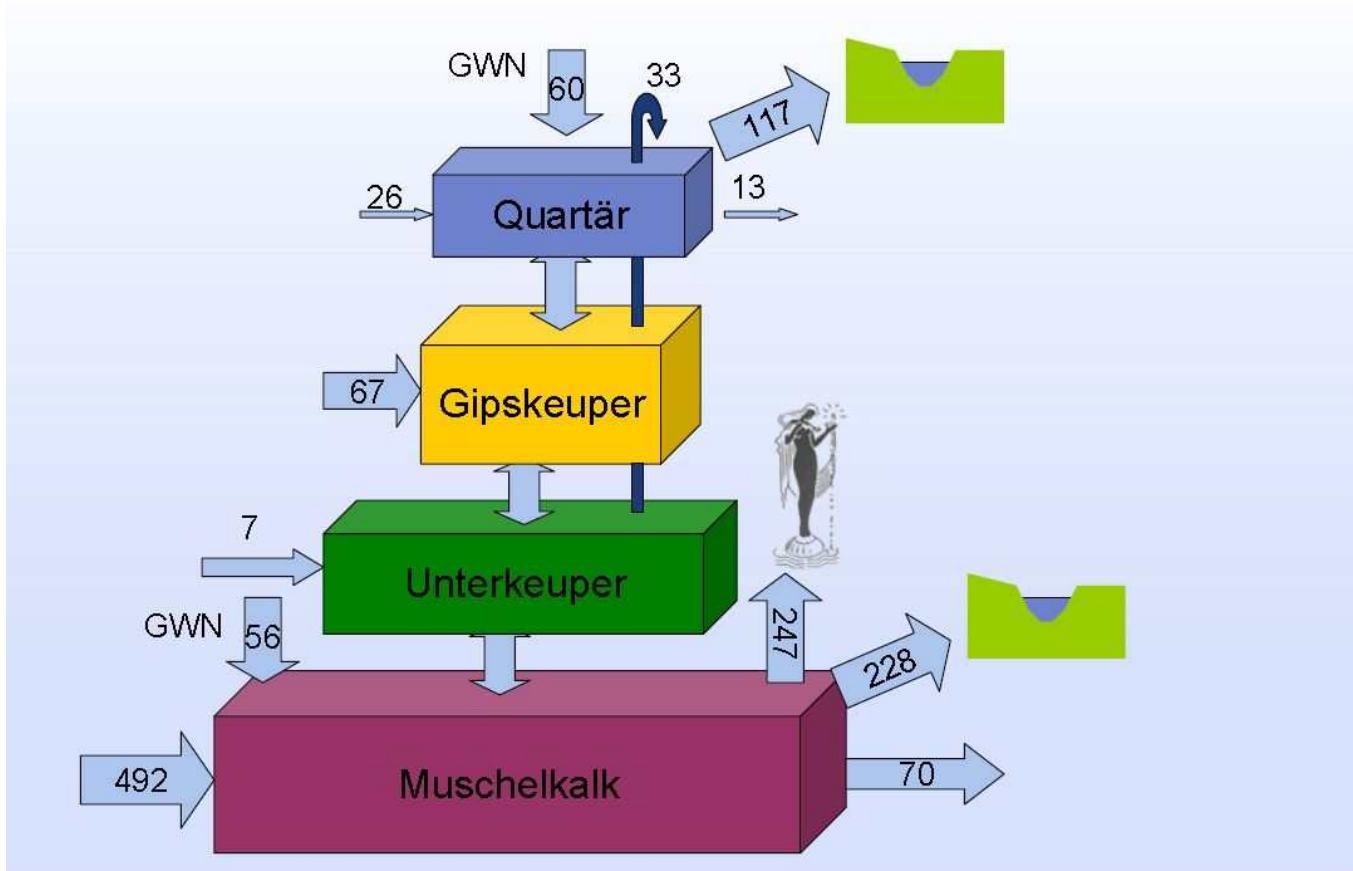 GWN
60
33
117
26
Quartär
13
67
Gipskeuper
7
Unterkeuper
GWN
56
247
228
492
Muschelkalk
70